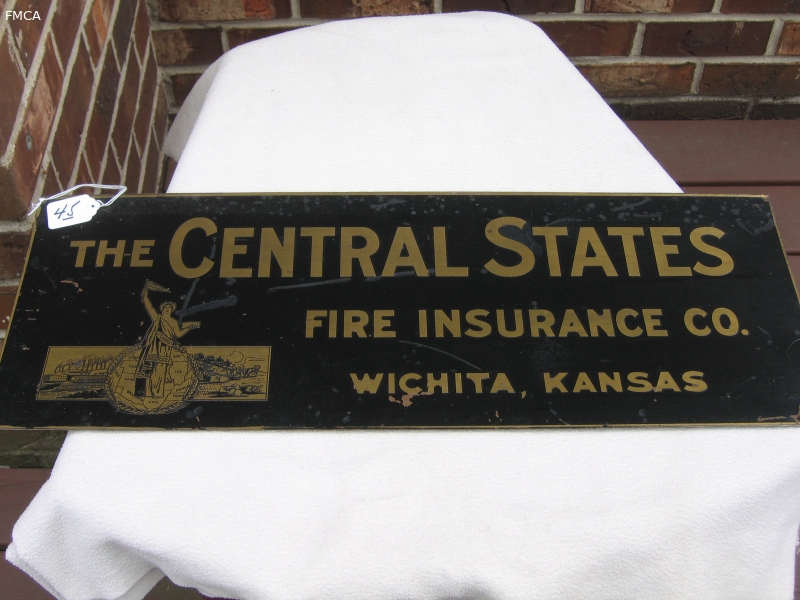 FMCA
45
THE CENTRAL STATES
FIRE INSURANCE CO.
WICHITA, KANSAS